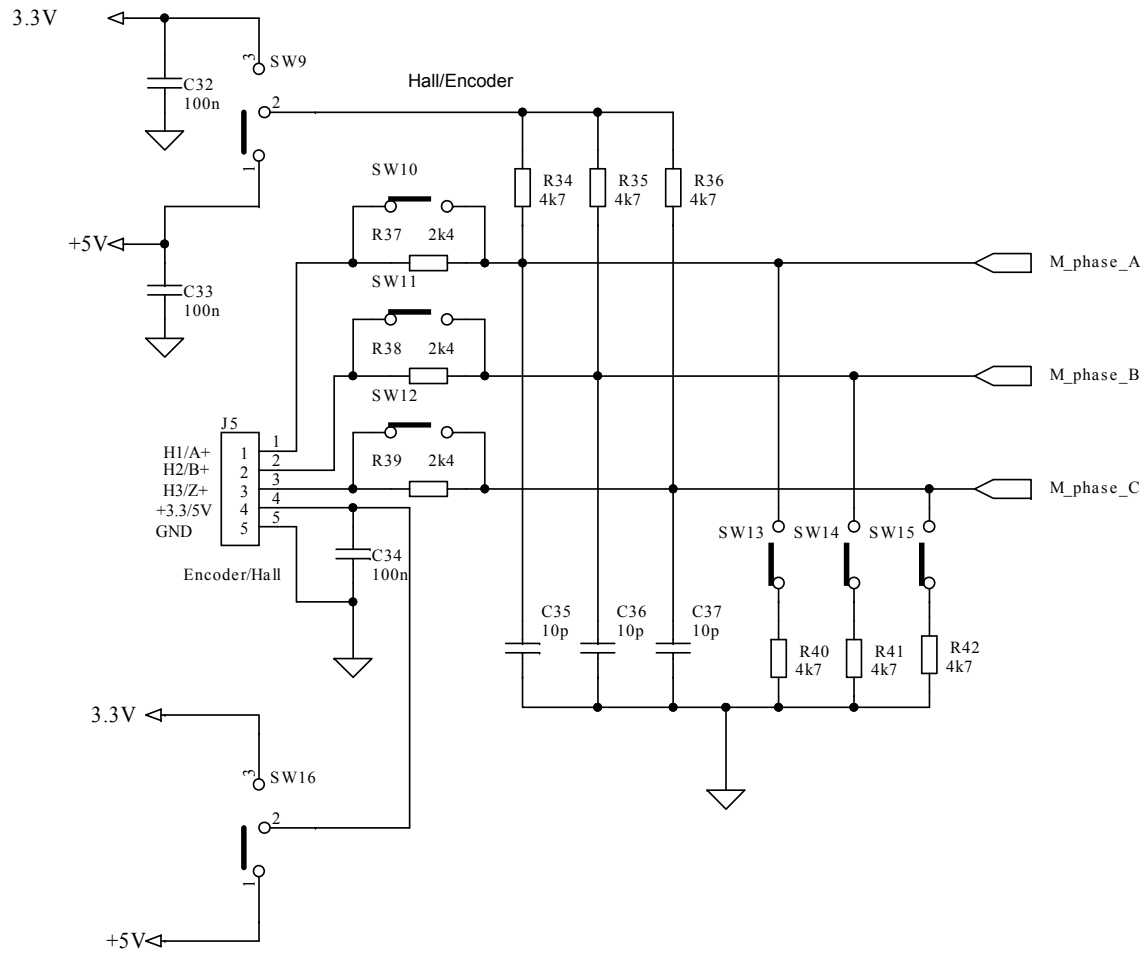 3.3V
3
SW9
C32
100n
Hall/Encoder
2
1
SW10
R34
4k7
R35
4k7
R36
4k7
+5V
R37 2k4
M_phase_A
SW11
C33
100n
R38 2k4
M_phase_B
SW12
J5
R39 2k4
H1/A+ 1 1
H2/B+ 2 2
H3/Z+ 3 3
+3.3/5V 4 4
GND 5 5
M_phase_C
SW13
SW14
SW15
C34
100n
Encoder/Hall
C35
10p
C36
10p
C37
10p
R40
4k7
R41
4k7
R42
4k7
3.3V
3
SW16
2
1
+5V